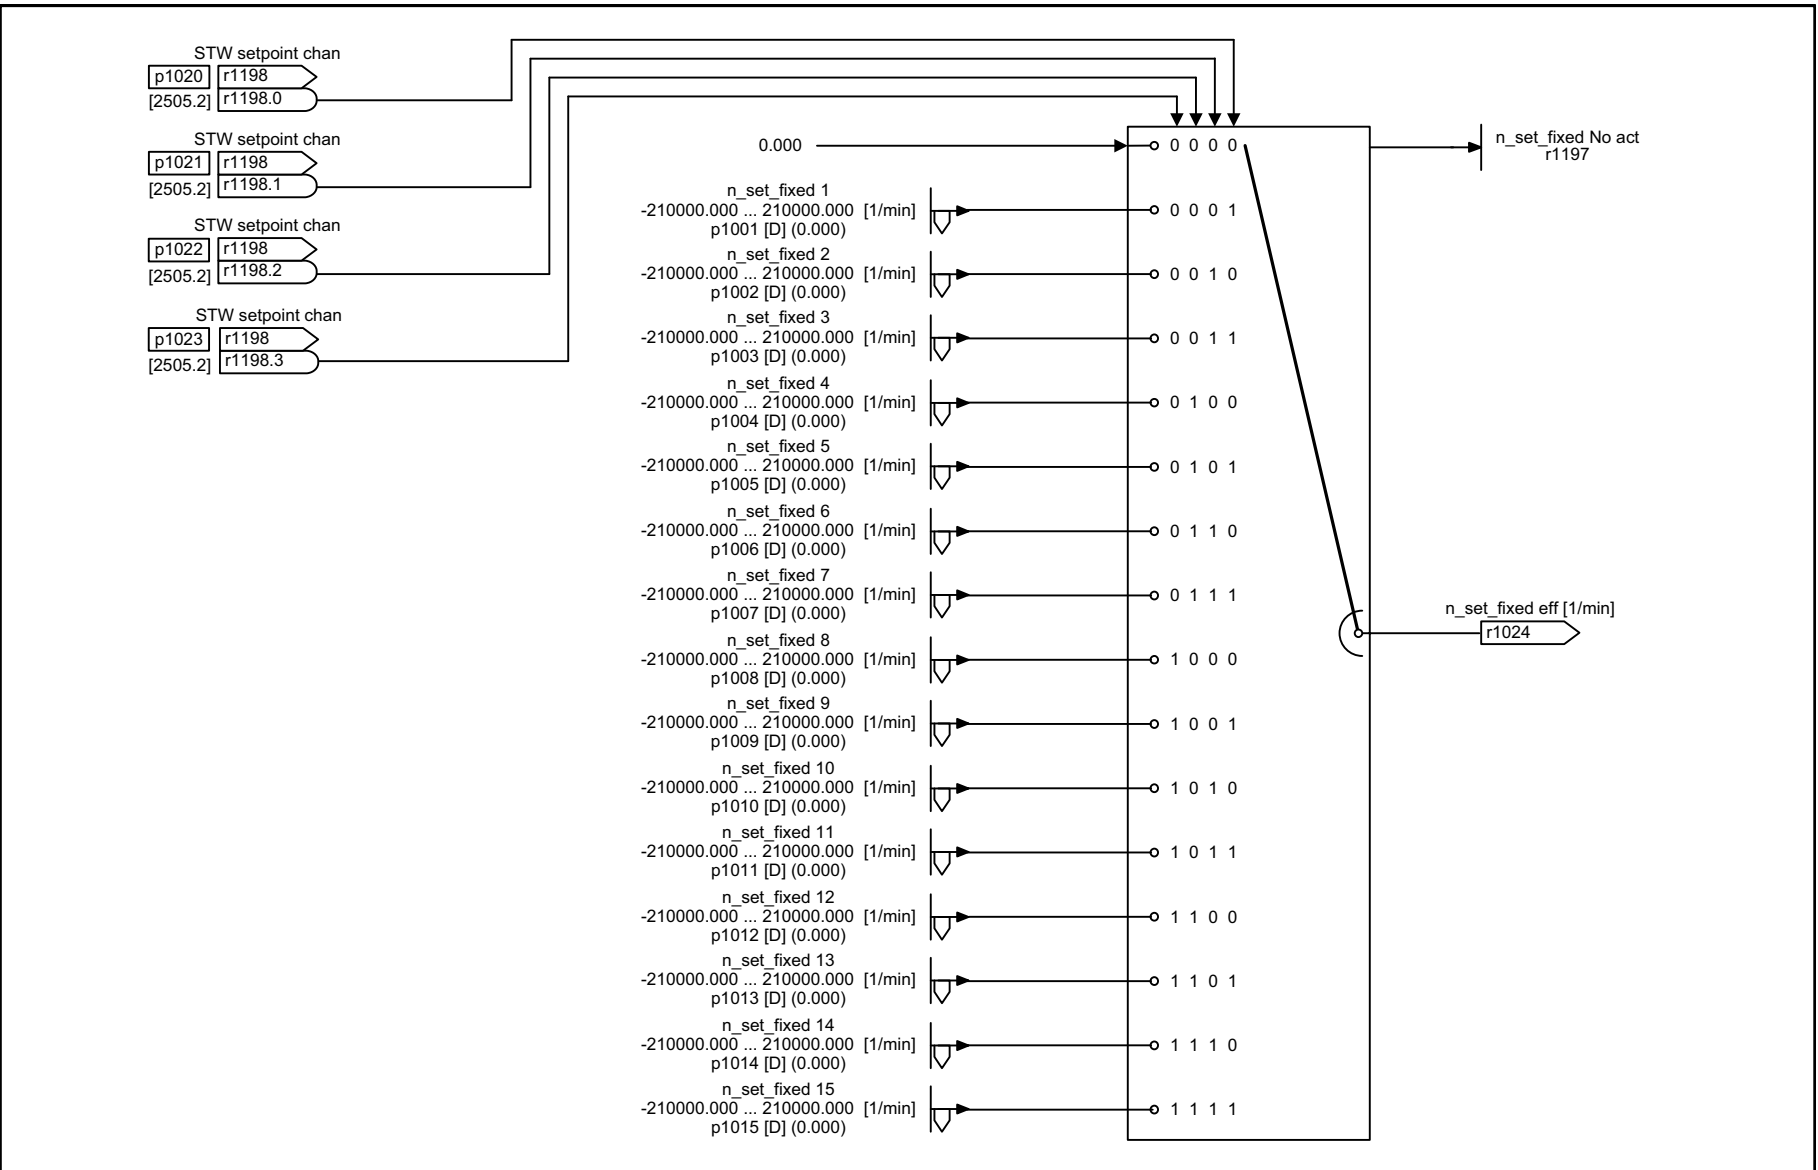 STW setpoint chan
p1020 r1198
[2505.2] r1198.0
STW setpoint chan
p1021 r1198
[2505.2] r1198.1
STW setpoint chan
p1022 r1198
[2505.2] r1198.2
STW setpoint chan
p1023 r1198
[2505.2] r1198.3
0.000
0 0 0 0
n_set_fixed No act
r1197
n_set_fixed 1
-210000.000 ... 210000.000 [1/min]
p1001 [D] (0.000)
0 0 0 1
n_set_fixed 2
-210000.000 ... 210000.000 [1/min]
p1002 [D] (0.000)
0 0 1 0
n_set_fixed 3
-210000.000 ... 210000.000 [1/min]
p1003 [D] (0.000)
0 0 1 1
n_set_fixed 4
-210000.000 ... 210000.000 [1/min]
p1004 [D] (0.000)
0 1 0 0
n_set_fixed 5
-210000.000 ... 210000.000 [1/min]
p1005 [D] (0.000)
0 1 0 1
n_set_fixed 6
-210000.000 ... 210000.000 [1/min]
p1006 [D] (0.000)
0 1 1 0
n_set_fixed 7
-210000.000 ... 210000.000 [1/min]
p1007 [D] (0.000)
0 1 1 1
n_set_fixed eff [1/min]
r1024
n_set_fixed 8
-210000.000 ... 210000.000 [1/min]
p1008 [D] (0.000)
1 0 0 0
n_set_fixed 9
-210000.000 ... 210000.000 [1/min]
p1009 [D] (0.000)
1 0 0 1
n_set_fixed 10
-210000.000 ... 210000.000 [1/min]
p1010 [D] (0.000)
1 0 1 0
n_set_fixed 11
-210000.000 ... 210000.000 [1/min]
p1011 [D] (0.000)
1 0 1 1
n_set_fixed 12
-210000.000 ... 210000.000 [1/min]
p1012 [D] (0.000)
1 1 0 0
n_set_fixed 13
-210000.000 ... 210000.000 [1/min]
p1013 [D] (0.000)
1 1 0 1
n_set_fixed 14
-210000.000 ... 210000.000 [1/min]
p1014 [D] (0.000)
1 1 1 0
n_set_fixed 15
-210000.000 ... 210000.000 [1/min]
p1015 [D] (0.000)
1 1 1 1